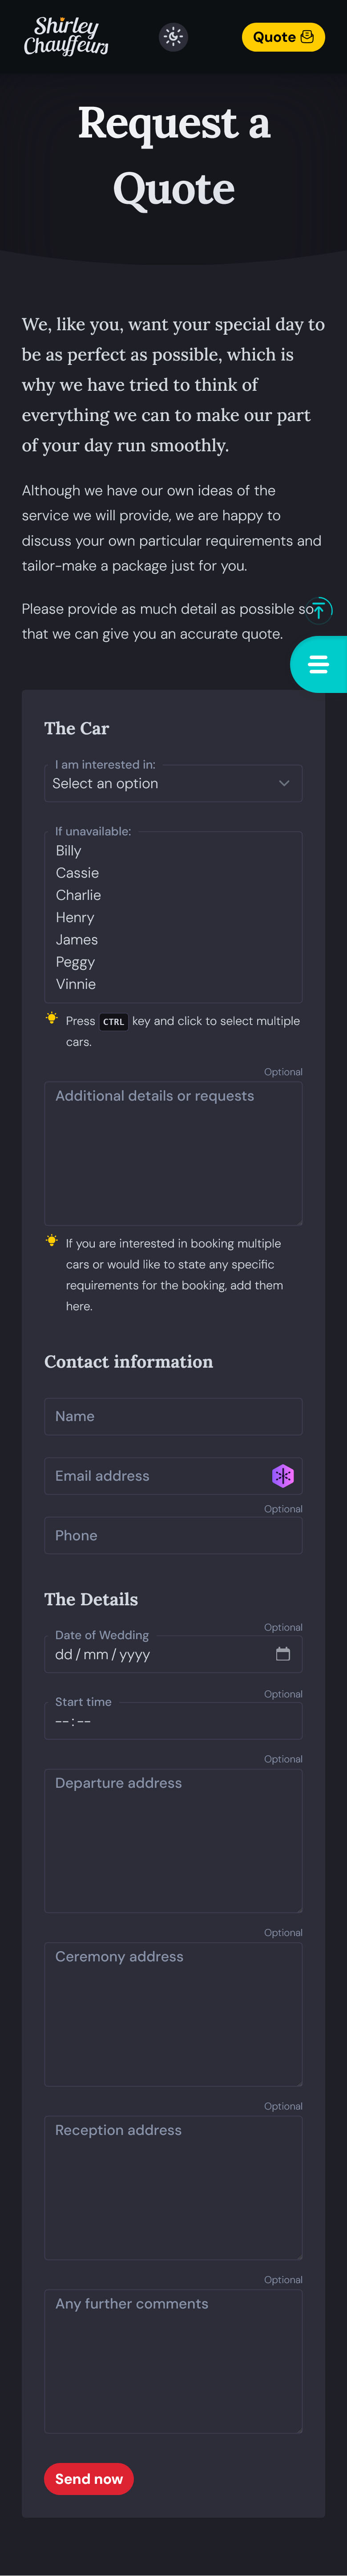 Shirley
Chauffeurs
Quote
Request a
Quote
We, like you, want your special day to
be as perfect as possible, which is
why we have tried to think of
everything we can to make our part
of your day run smoothly.
Although we have our own ideas of the
service we will provide, we are happy to
discuss your own particular requirements and
tailor-make a package just for you.
Please provide as much detail as possible so
that we can give you an accurate quote.
The Car
I am interested in:
Select an option
If unavailable:
Billy
Cassie
Charlie
Henry
James
Peggy
Vinnie
Press CTRL key and click to select multiple
cars.
Optional
Additional details or requests
If you are interested in booking multiple
cars or would like to state any specific
requirements for the booking, add them
here.
Contact information
Name
Email address
Optional
Phone
The Details
Optional
Date of Wedding
dd / mm / yyyy
Optional
Start time
--:--
Optional
Departure address
Optional
Ceremony address
Optional
Reception address
Optional
Any further comments
Send now